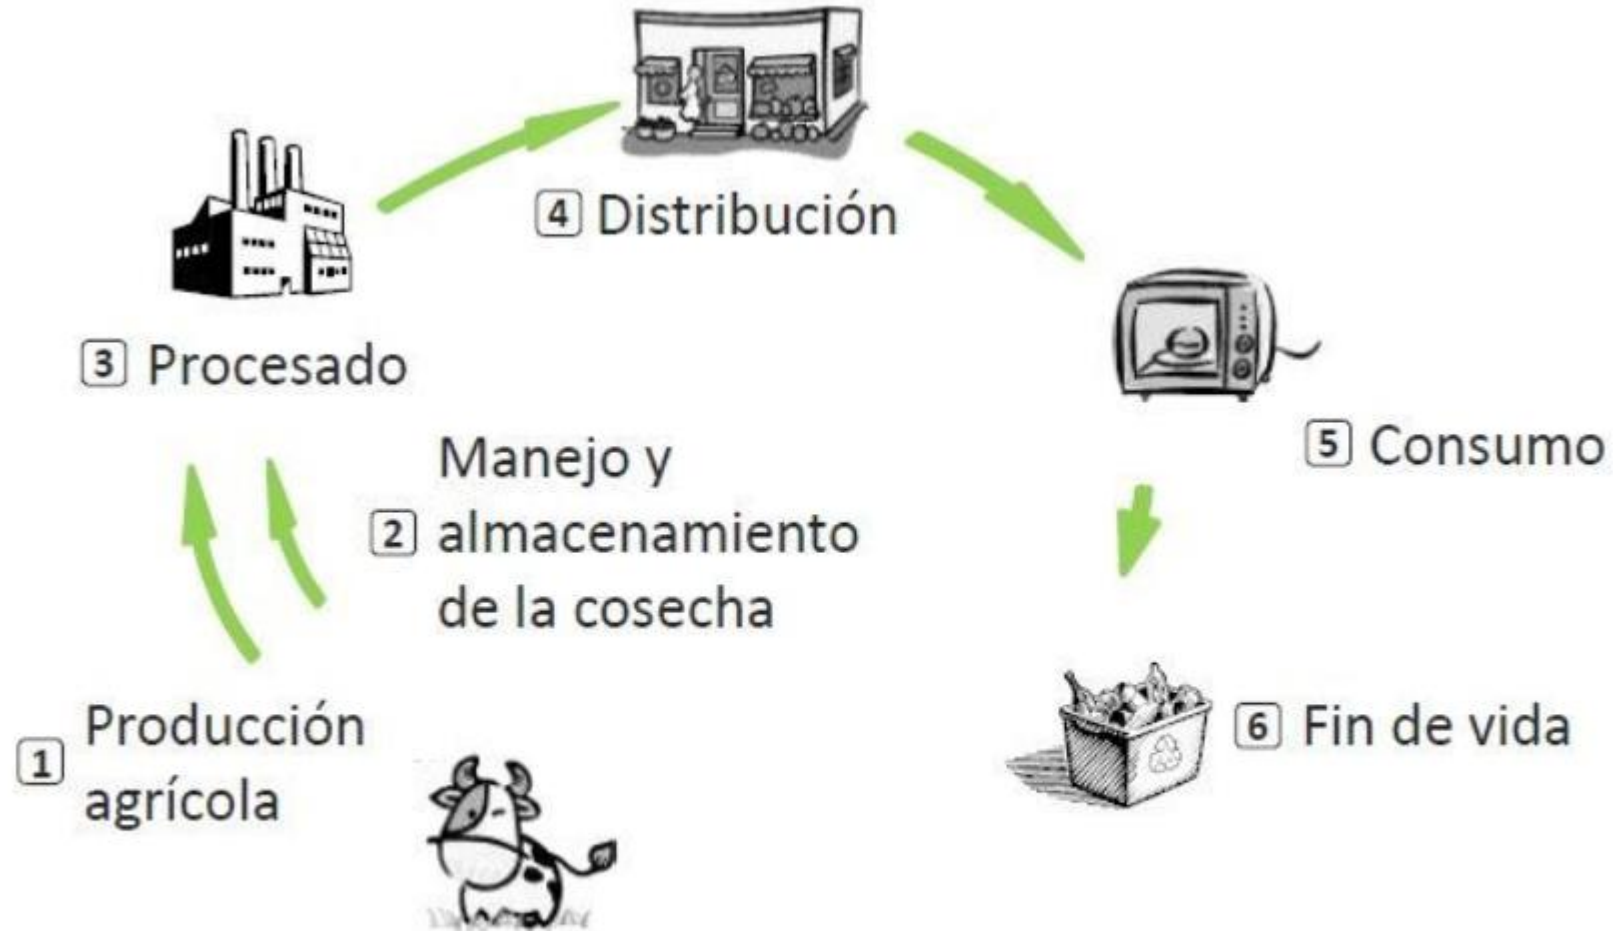 4 Distribución
3 Procesado
5 Consumo
Manejo y
2 almacenamiento
de la cosecha
6 Fin de vida
Producción
1
agrícola